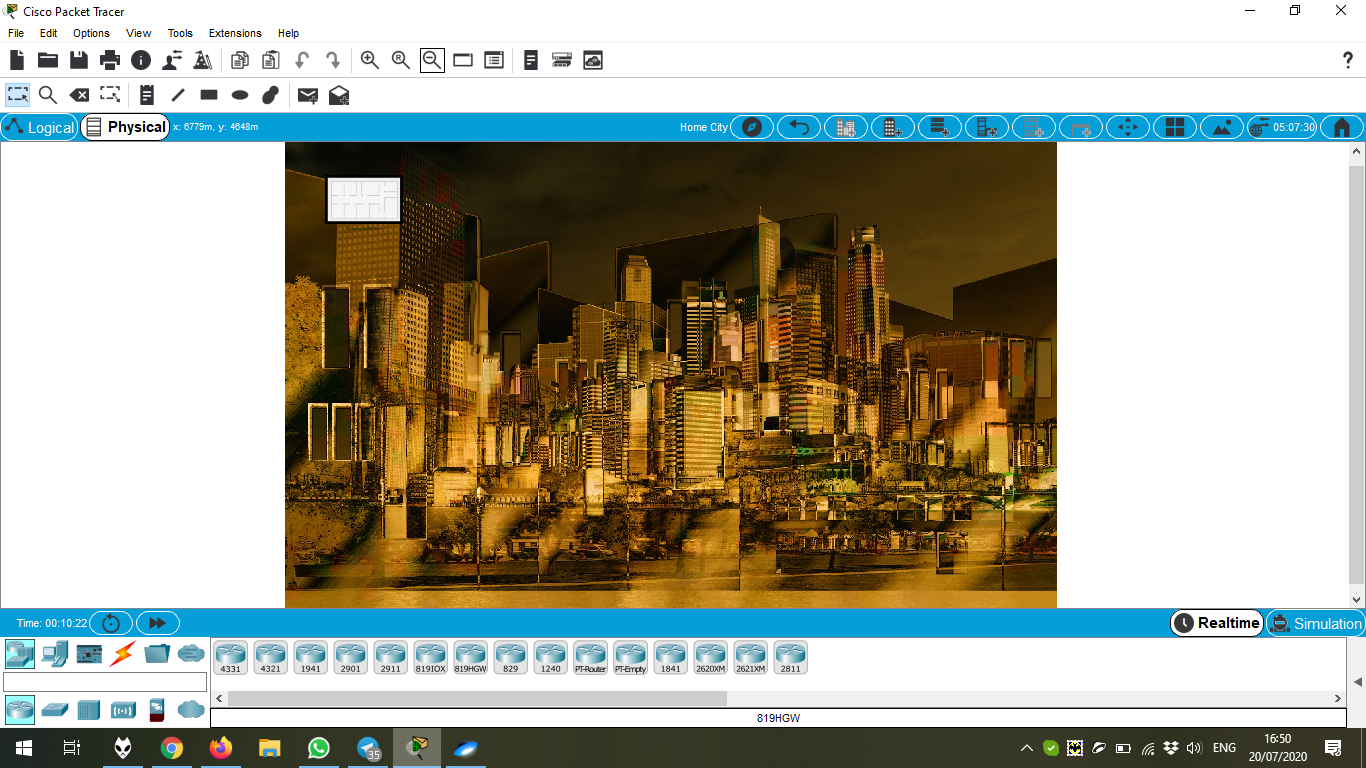 Cisco Packet Tracer
File Edit Options View Tools Extensions Help
Logical Physical x: 6779m, y: 4648m Home City 05:07:30
Time: 00:10:22 Realtime Simulation
4331 4321 1941 2901 2911 819IOX 819HGW 829 1240 PT-Router PT-Empty 1841 2620XM 2621XM 2811
819HGW
35 ENG 16:50
20/07/2020